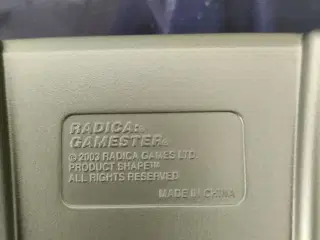 RADICA:®
GAMESTER®
© 2003 RADICA GAMES LTD.
PRODUCT SHAPE™
ALL RIGHTS RESERVED
MADE IN CHINA